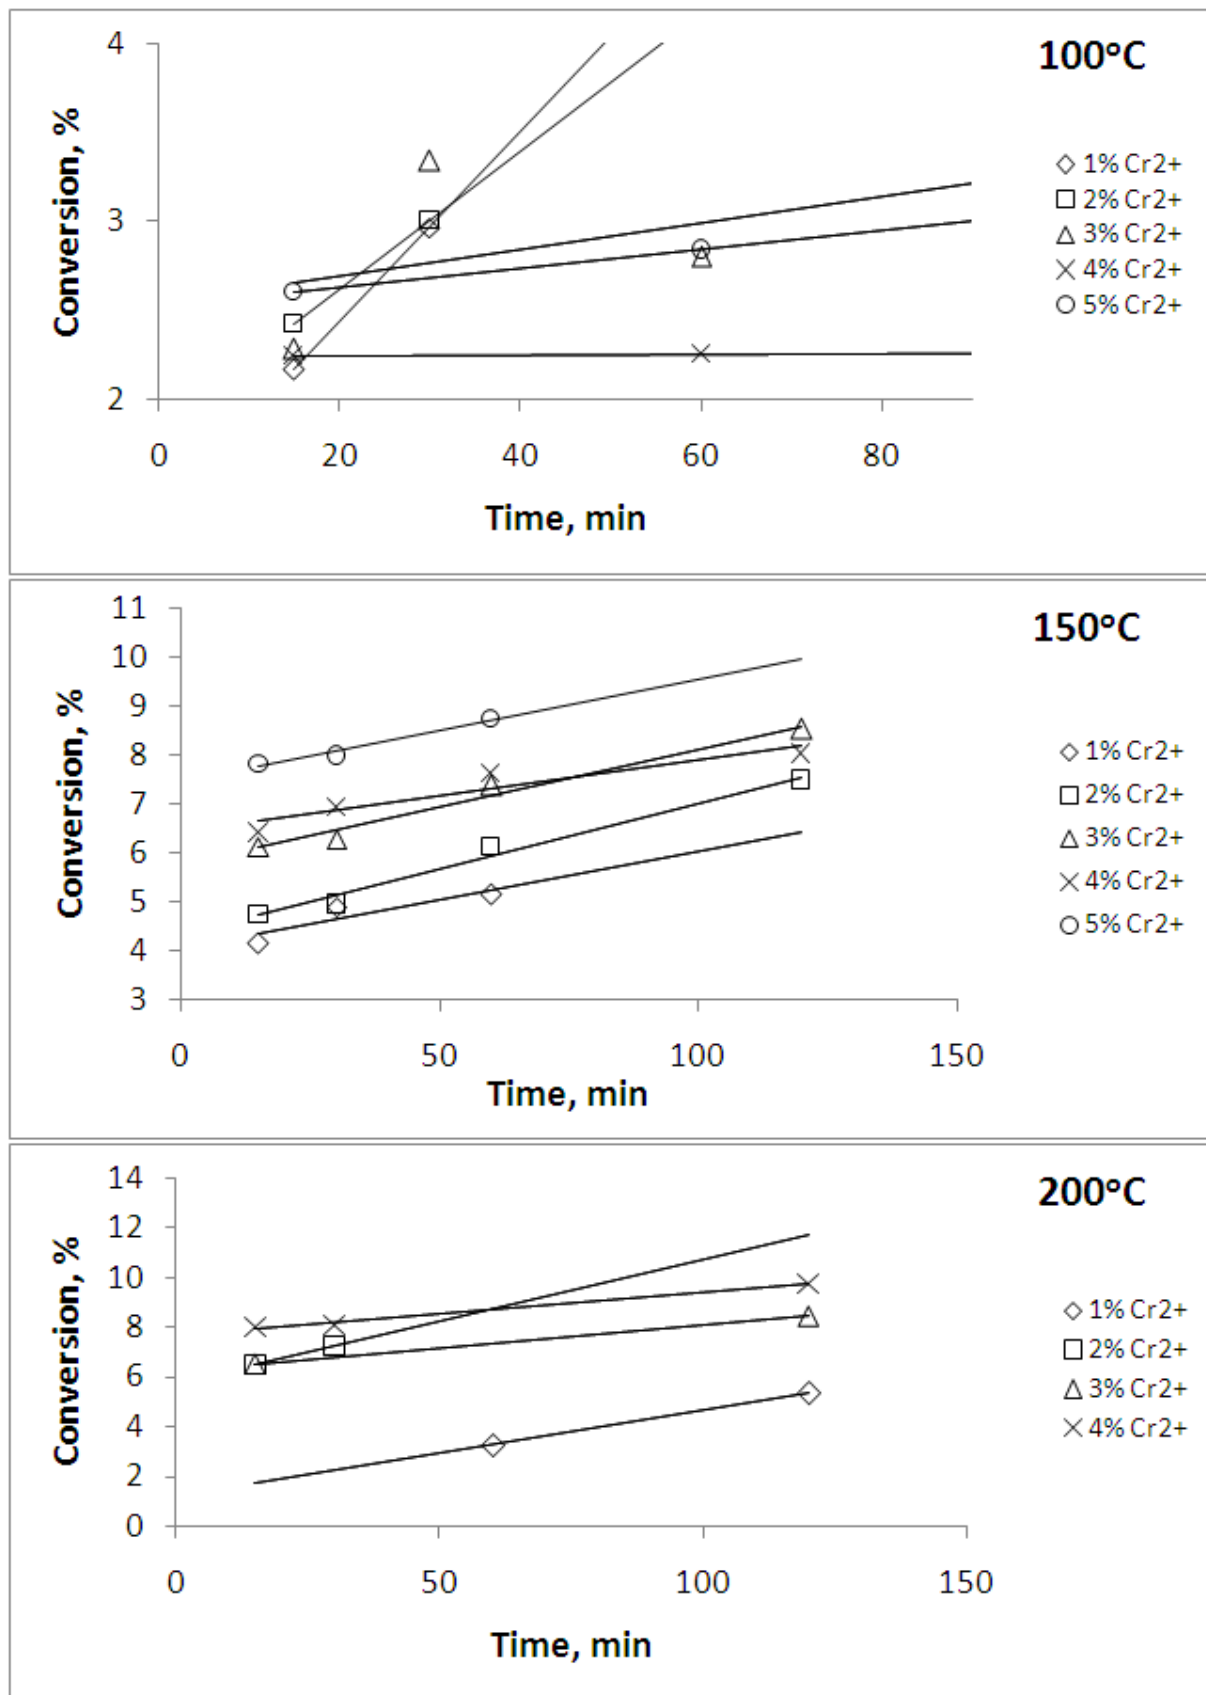 100°C
4
3
2
Conversion, %
0
20
40
60
80
Time, min
1% Cr2+
2% Cr2+
3% Cr2+
4% Cr2+
5% Cr2+
150°C
11
10
9
8
7
6
5
4
3
Conversion, %
0
50
100
150
Time, min
1% Cr2+
2% Cr2+
3% Cr2+
4% Cr2+
5% Cr2+
200°C
14
12
10
8
6
4
2
0
Conversion, %
0
50
100
150
Time, min
1% Cr2+
2% Cr2+
3% Cr2+
4% Cr2+